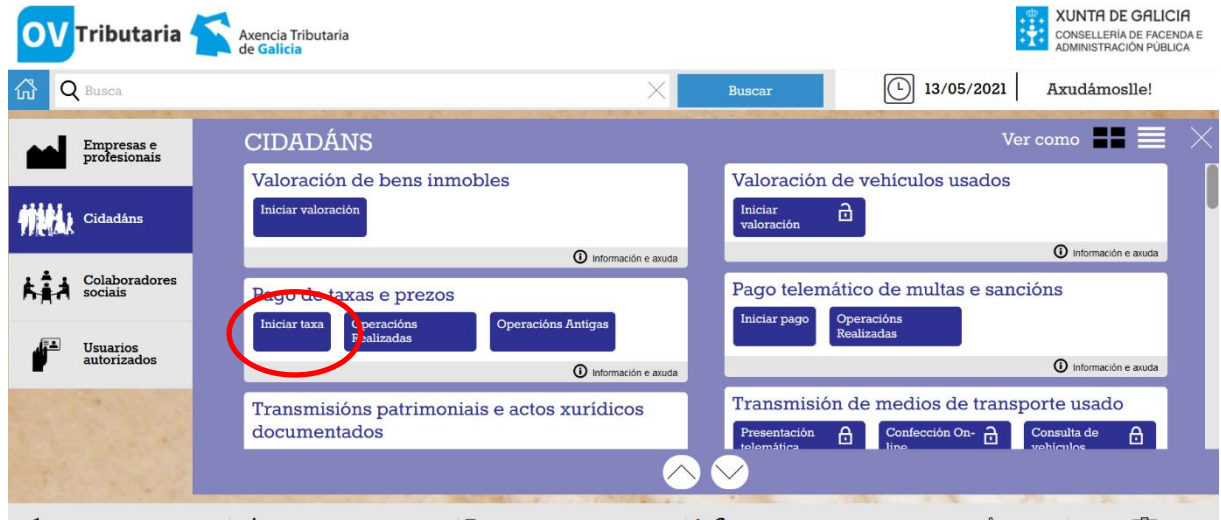 OV Tributaria
Axencia Tributaria
de Galicia
XUNTA DE GALICIA
CONSELLERÍA DE FACENDA E
ADMINISTRACIÓN PÚBLICA
Busca
Buscar
13/05/2021
Axudámoslle!
Empresas e
profesionais
Cidadáns
Colaboradores
sociais
Usuarios
autorizados
CIDADÁNS
Ver como
Valoración de bens inmobles
Iniciar valoración
Información e axuda
Valoración de vehículos usados
Iniciar
valoración
Información e axuda
Pago de taxas e prezos
Iniciar taxa
Operacións
Realizadas
Operacións Antigas
Información e axuda
Pago telemático de multas e sancións
Iniciar pago
Operacións
Realizadas
Información e axuda
Transmisións patrimoniais e actos xurídicos
documentados
Transmisión de medios de transporte usado
Presentación
telemática
Confección On-
line
Consulta de
vehículos